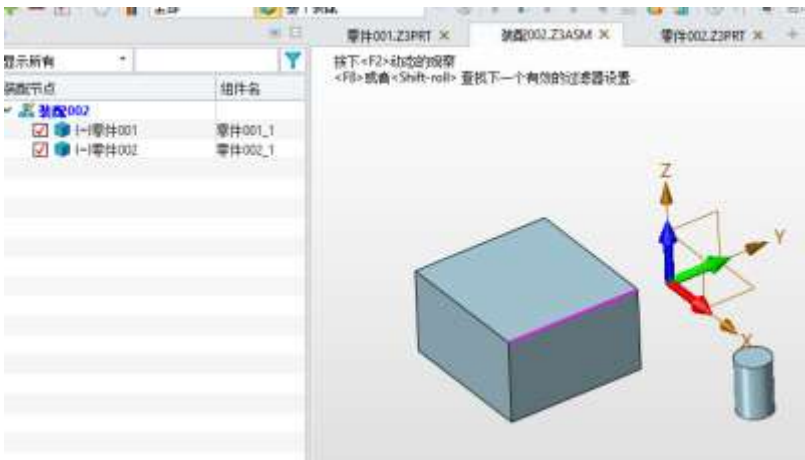 零件001.Z3PRT ×
装配002.Z3ASM ×
零件002.Z3PRT × +
显示所有
按下<F2>动态的观察
<F8>或者<Shift-roll> 查找下一个有效的过滤器设置.
装配节点 组件名
装配002
(-)零件001 零件001_1
(-)零件002 零件002_1
Z
Y
X